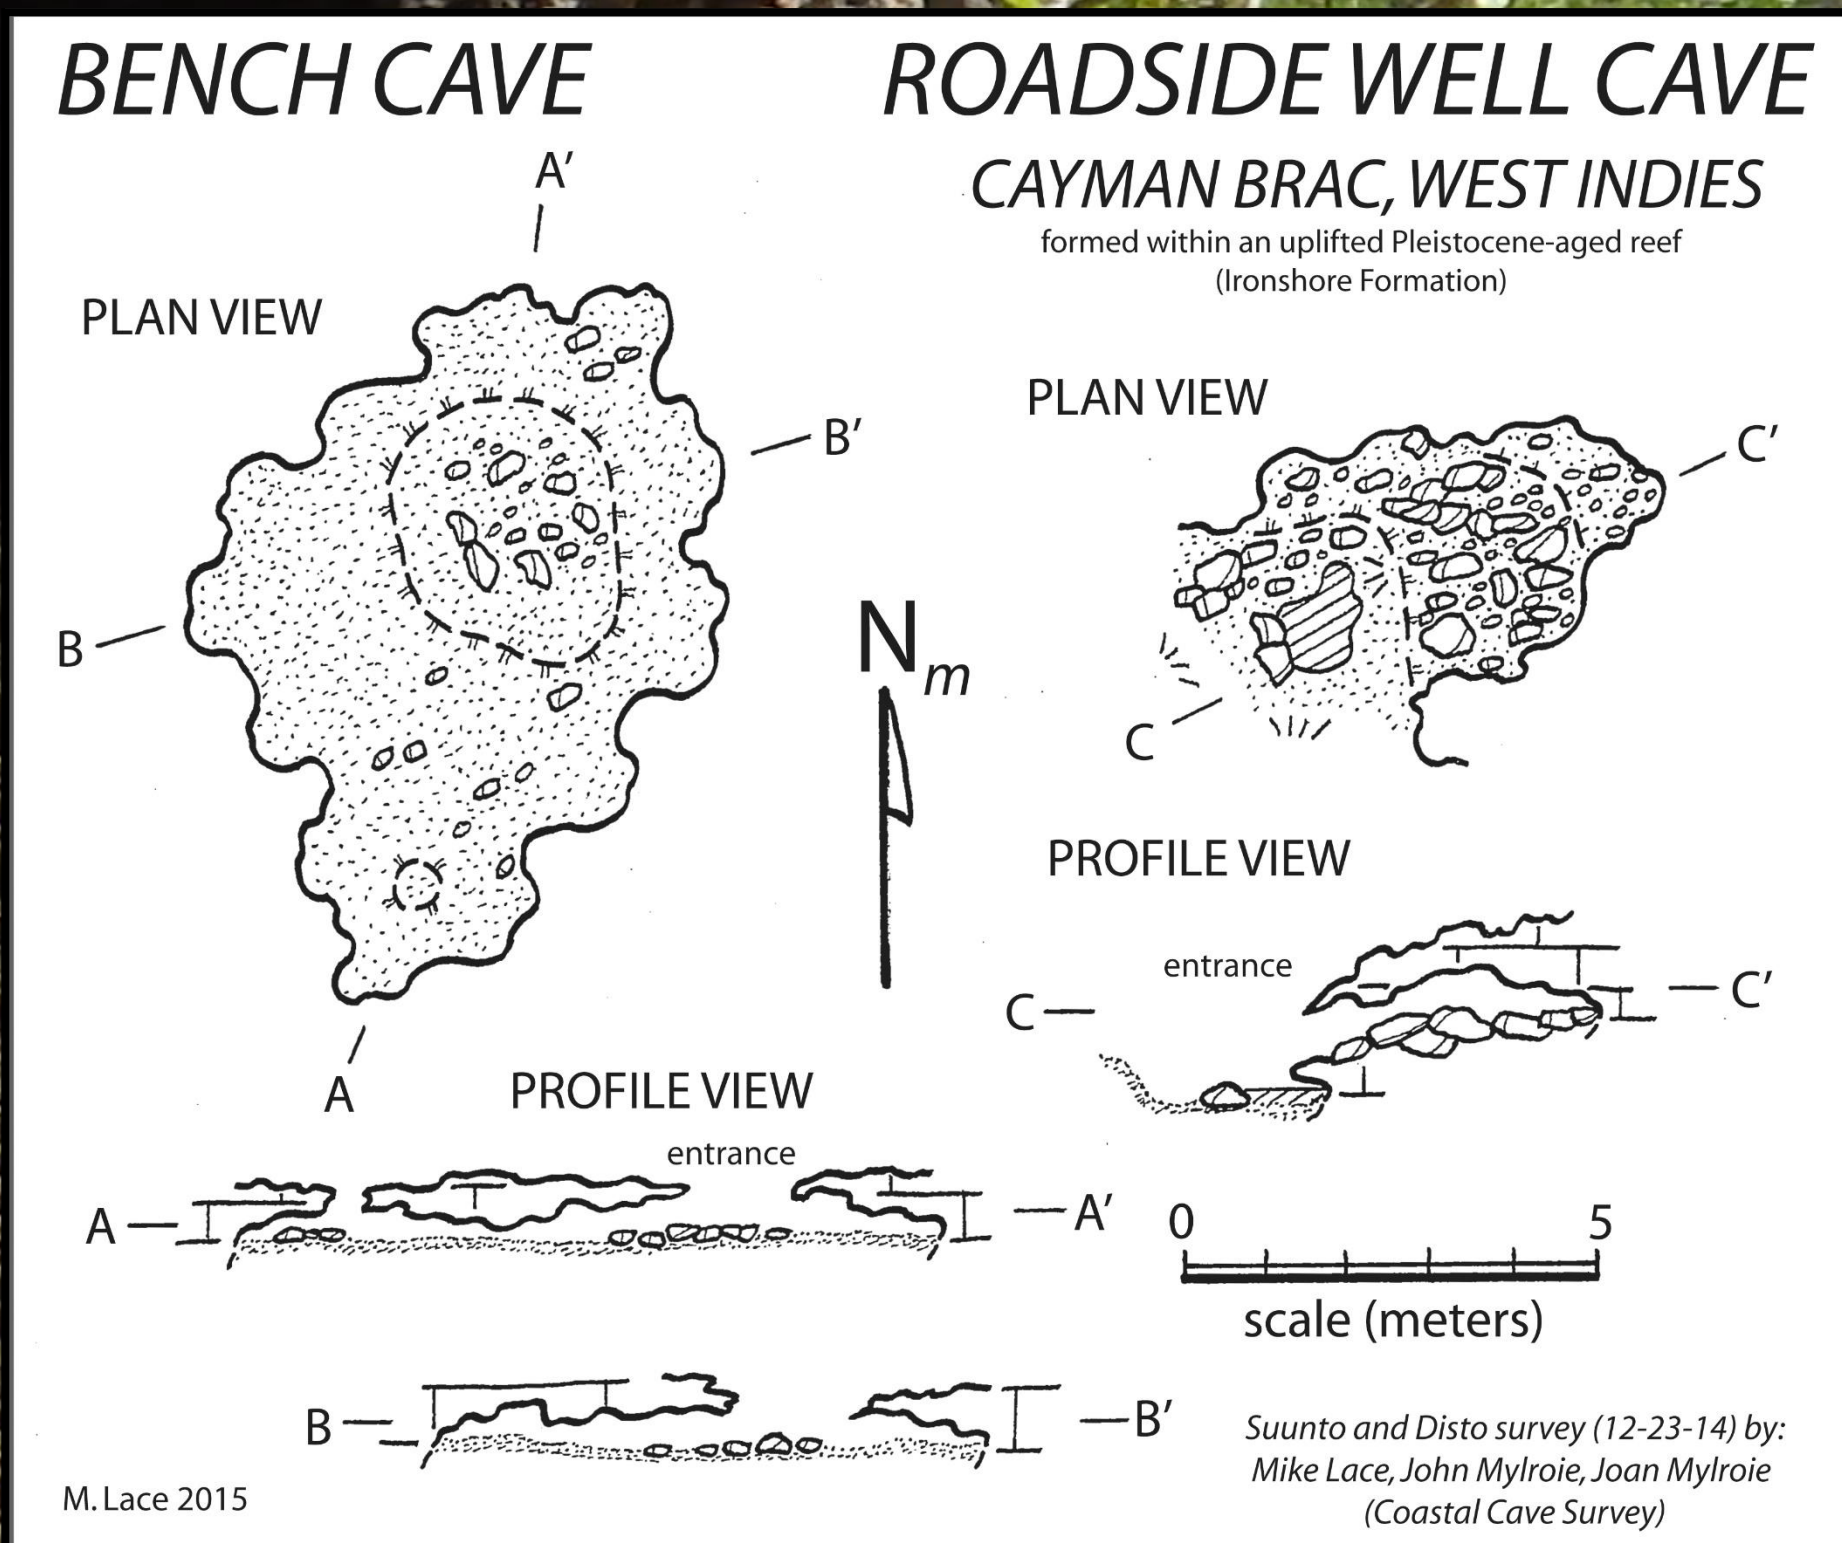 BENCH CAVE
ROADSIDE WELL CAVE
CAYMAN BRAC, WEST INDIES
formed within an uplifted Pleistocene-aged reef
(Ironshore Formation)
A'
PLAN VIEW
B'
B
A
N m
PLAN VIEW
C'
C
PROFILE VIEW
entrance
C
C'
PROFILE VIEW
entrance
A
A'
B
B'
0 5
scale (meters)
Suunto and Disto survey (12-23-14) by:
Mike Lace, John Mylroie, Joan Mylroie
(Coastal Cave Survey)
M. Lace 2015